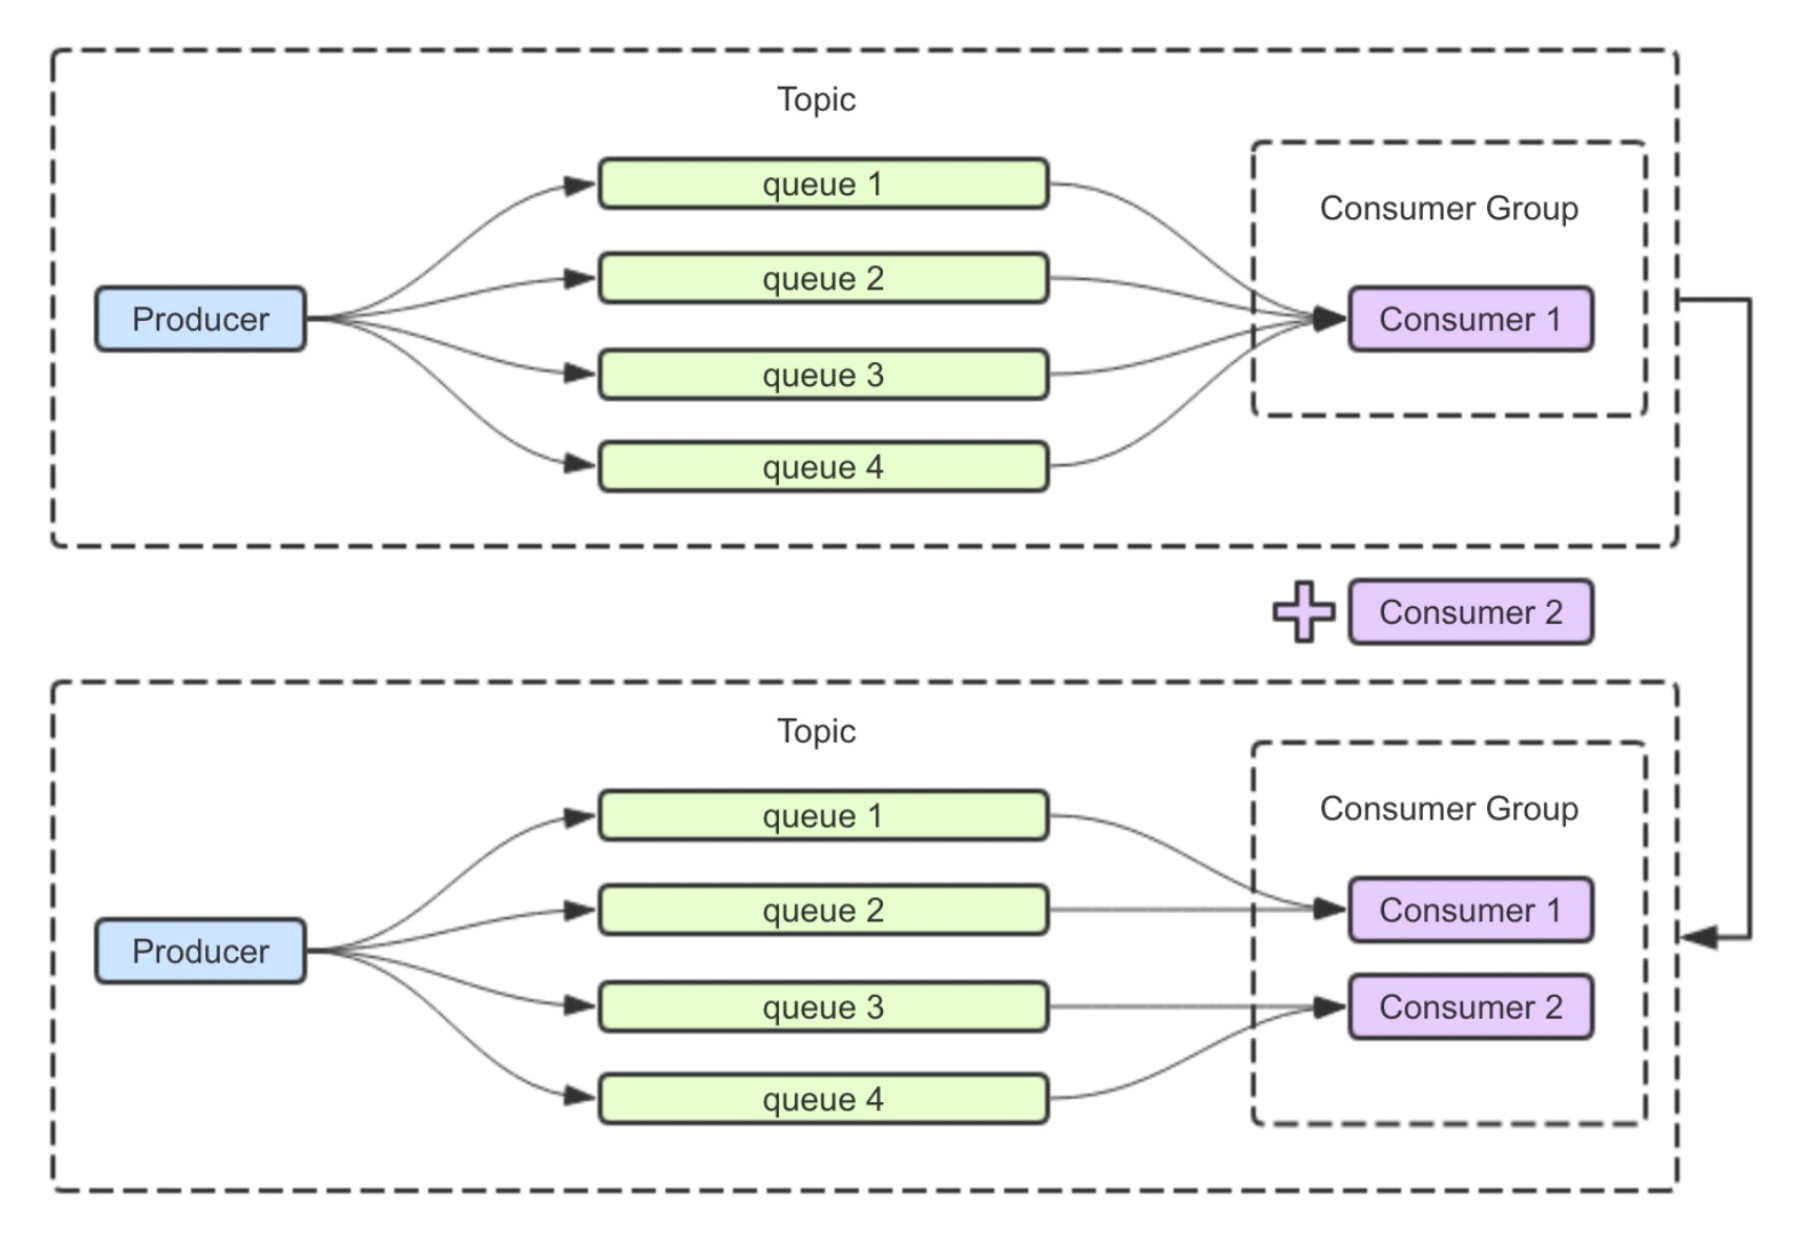 Topic
queue 1
Consumer Group
queue 2
Producer
Consumer 1
queue 3
queue 4
Consumer 2
Topic
queue 1
Consumer Group
queue 2
Consumer 1
Producer
queue 3
Consumer 2
queue 4